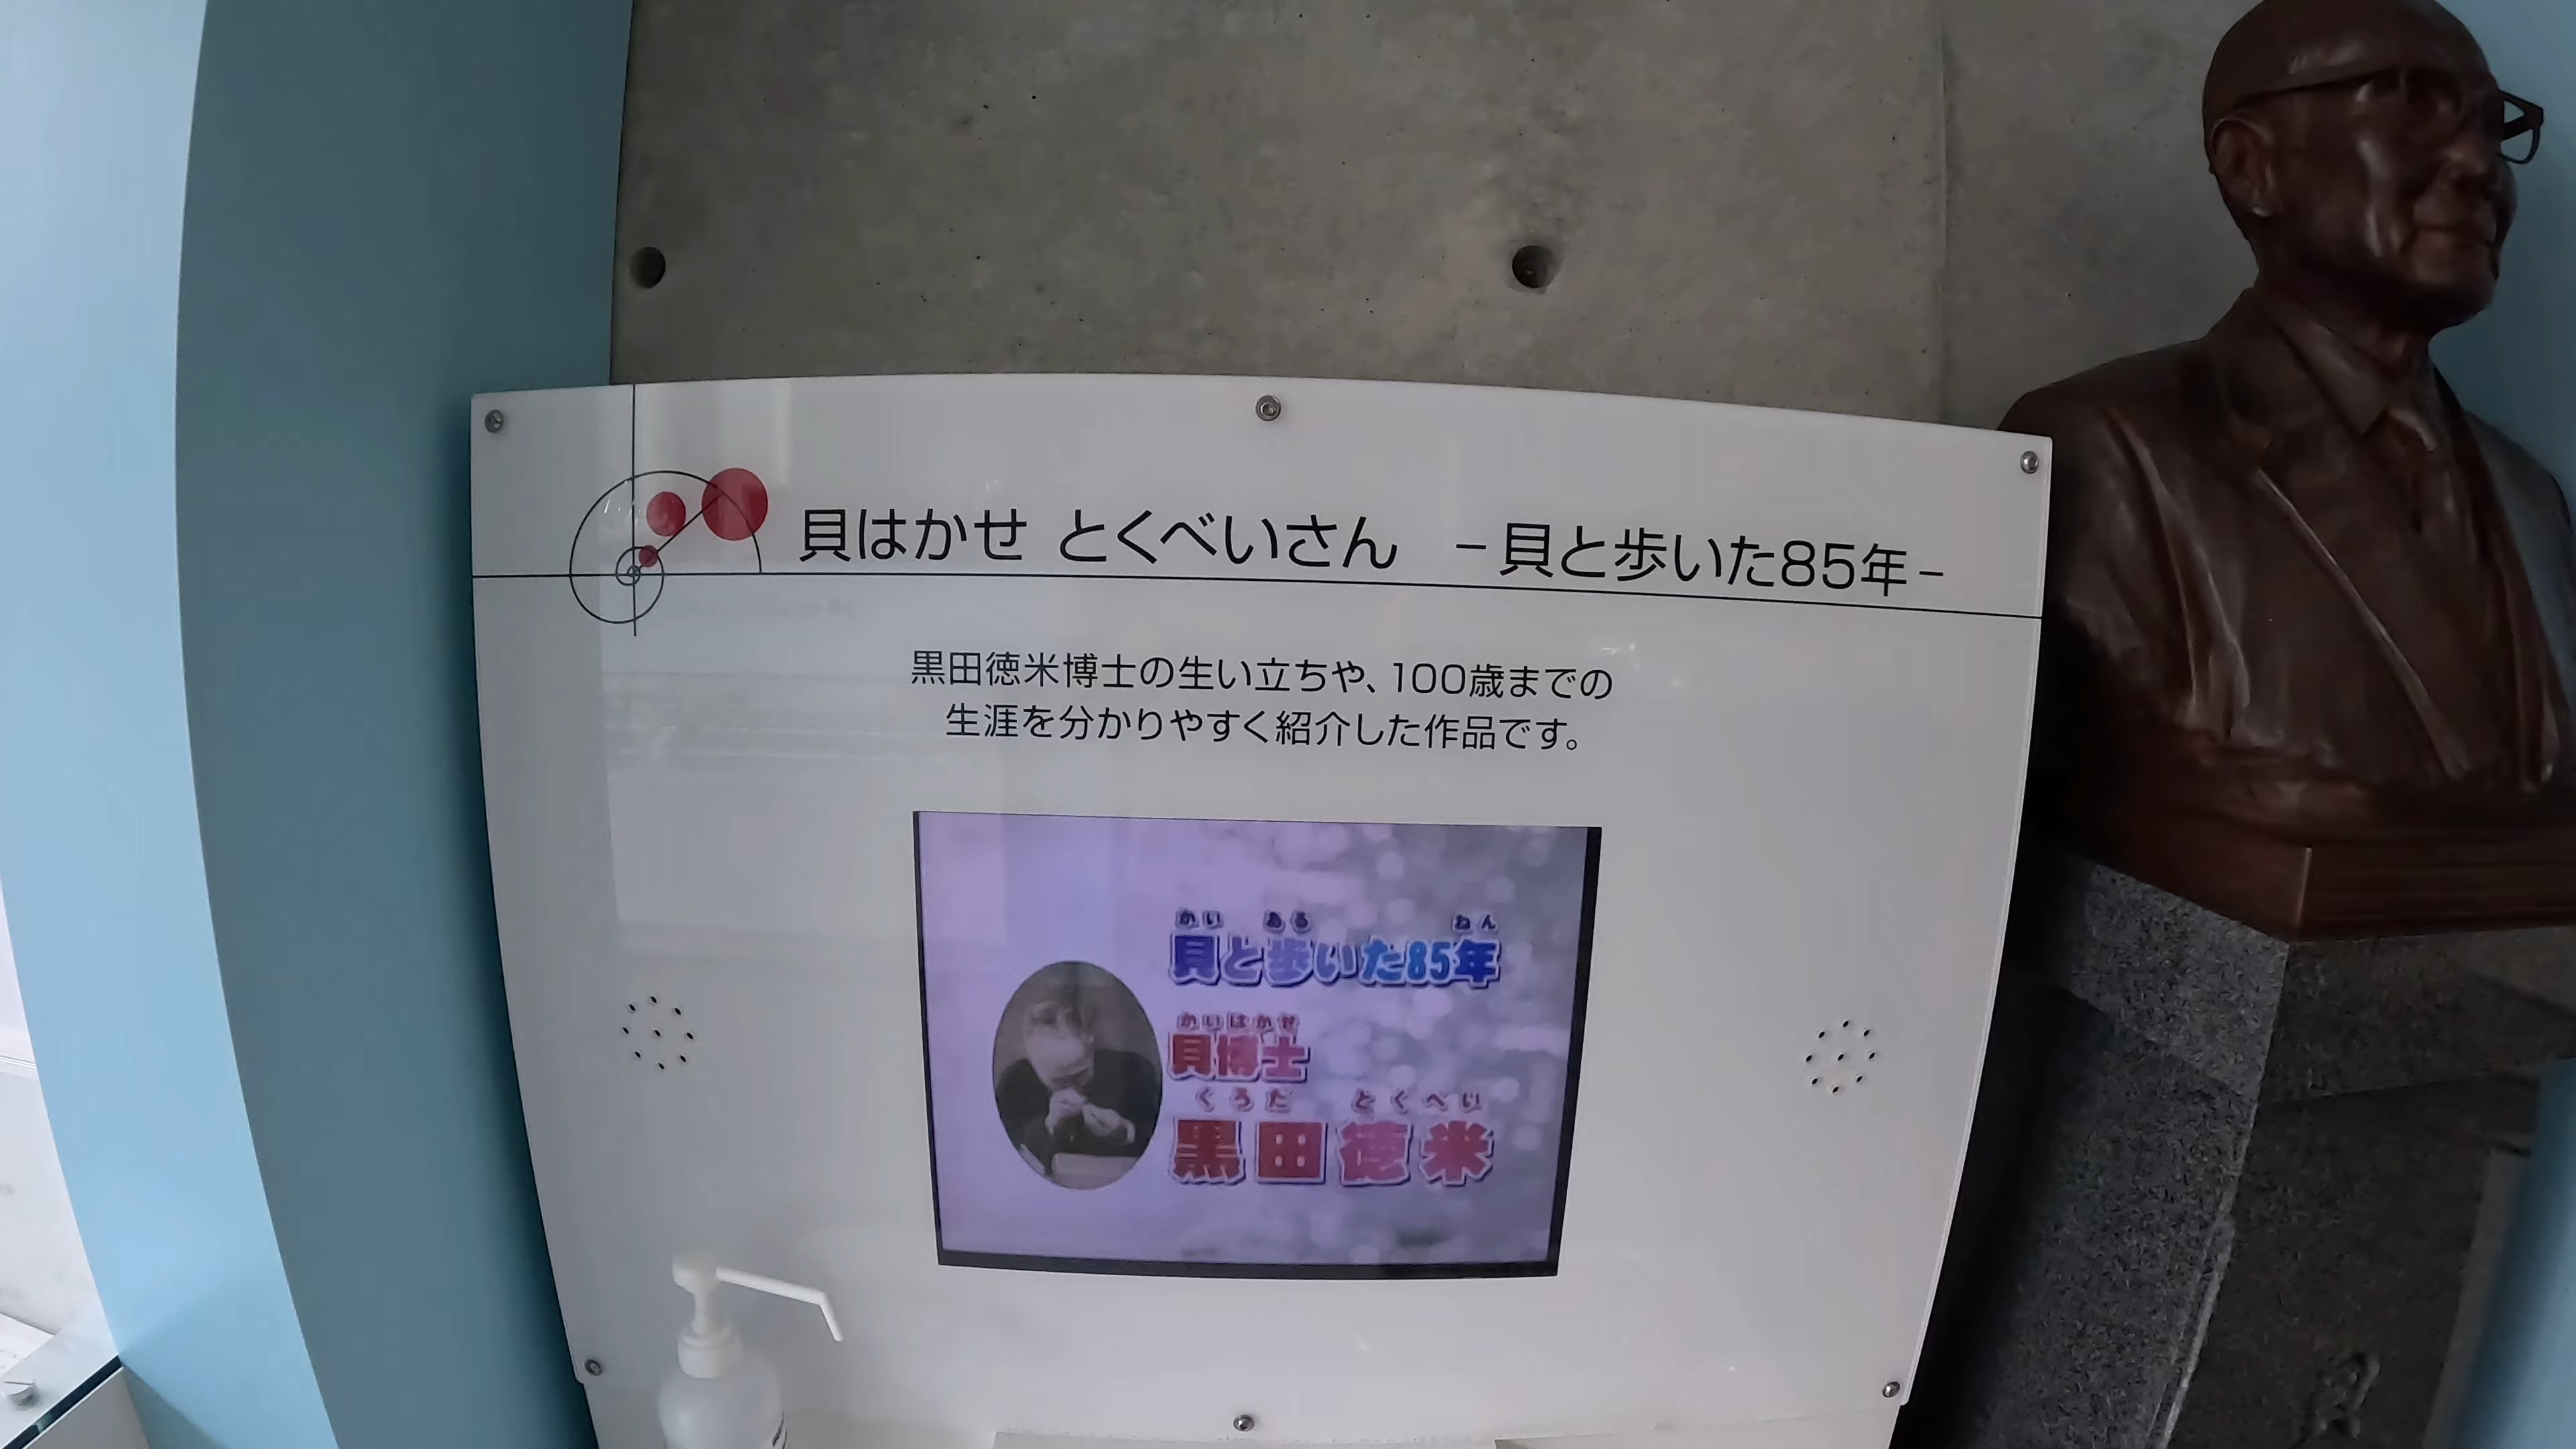 貝はかせ とくべいさん －貝と歩いた85年－
黒田徳米博士の生い立ちや、100歳までの
生涯を分かりやすく紹介した作品です。
かい ある ねん
貝と歩いた85年
かいはかせ
貝博士
くろだ とくべい
黒田徳米